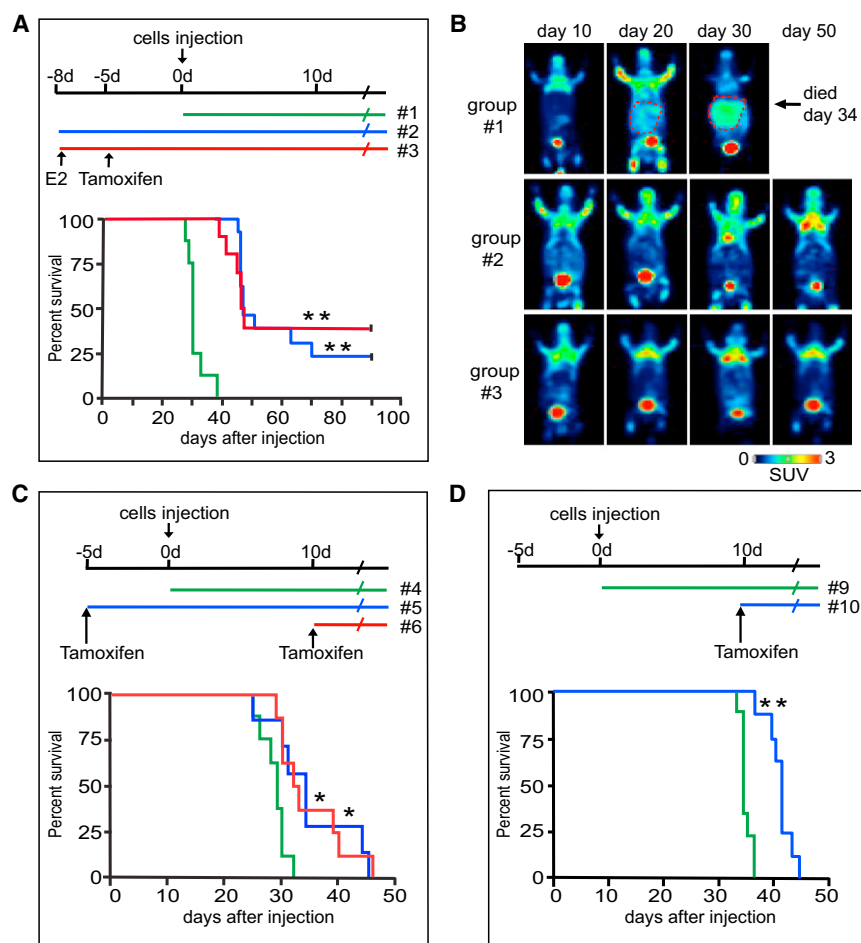 A
cells injection
-8d -5d 0d 10d
#1
#2
#3
E2 Tamoxifen
Percent survival
100
75
50
25
0
* *
* *
0 20 40 60 80 100
days after injection
B
day 10 day 20 day 30 day 50
group
#1
died
day 34
group
#2
group
#3
0 3
SUV
C
cells injection
-5d 0d 10d
#4
#5
#6
Tamoxifen Tamoxifen
Percent survival
100
75
50
25
0
* *
0 10 20 30 40 50
days after injection
D
cells injection
-5d 0d 10d
#9
#10
Tamoxifen
Percent survival
100
75
50
25
0
* *
0 10 20 30 40 50
days after injection